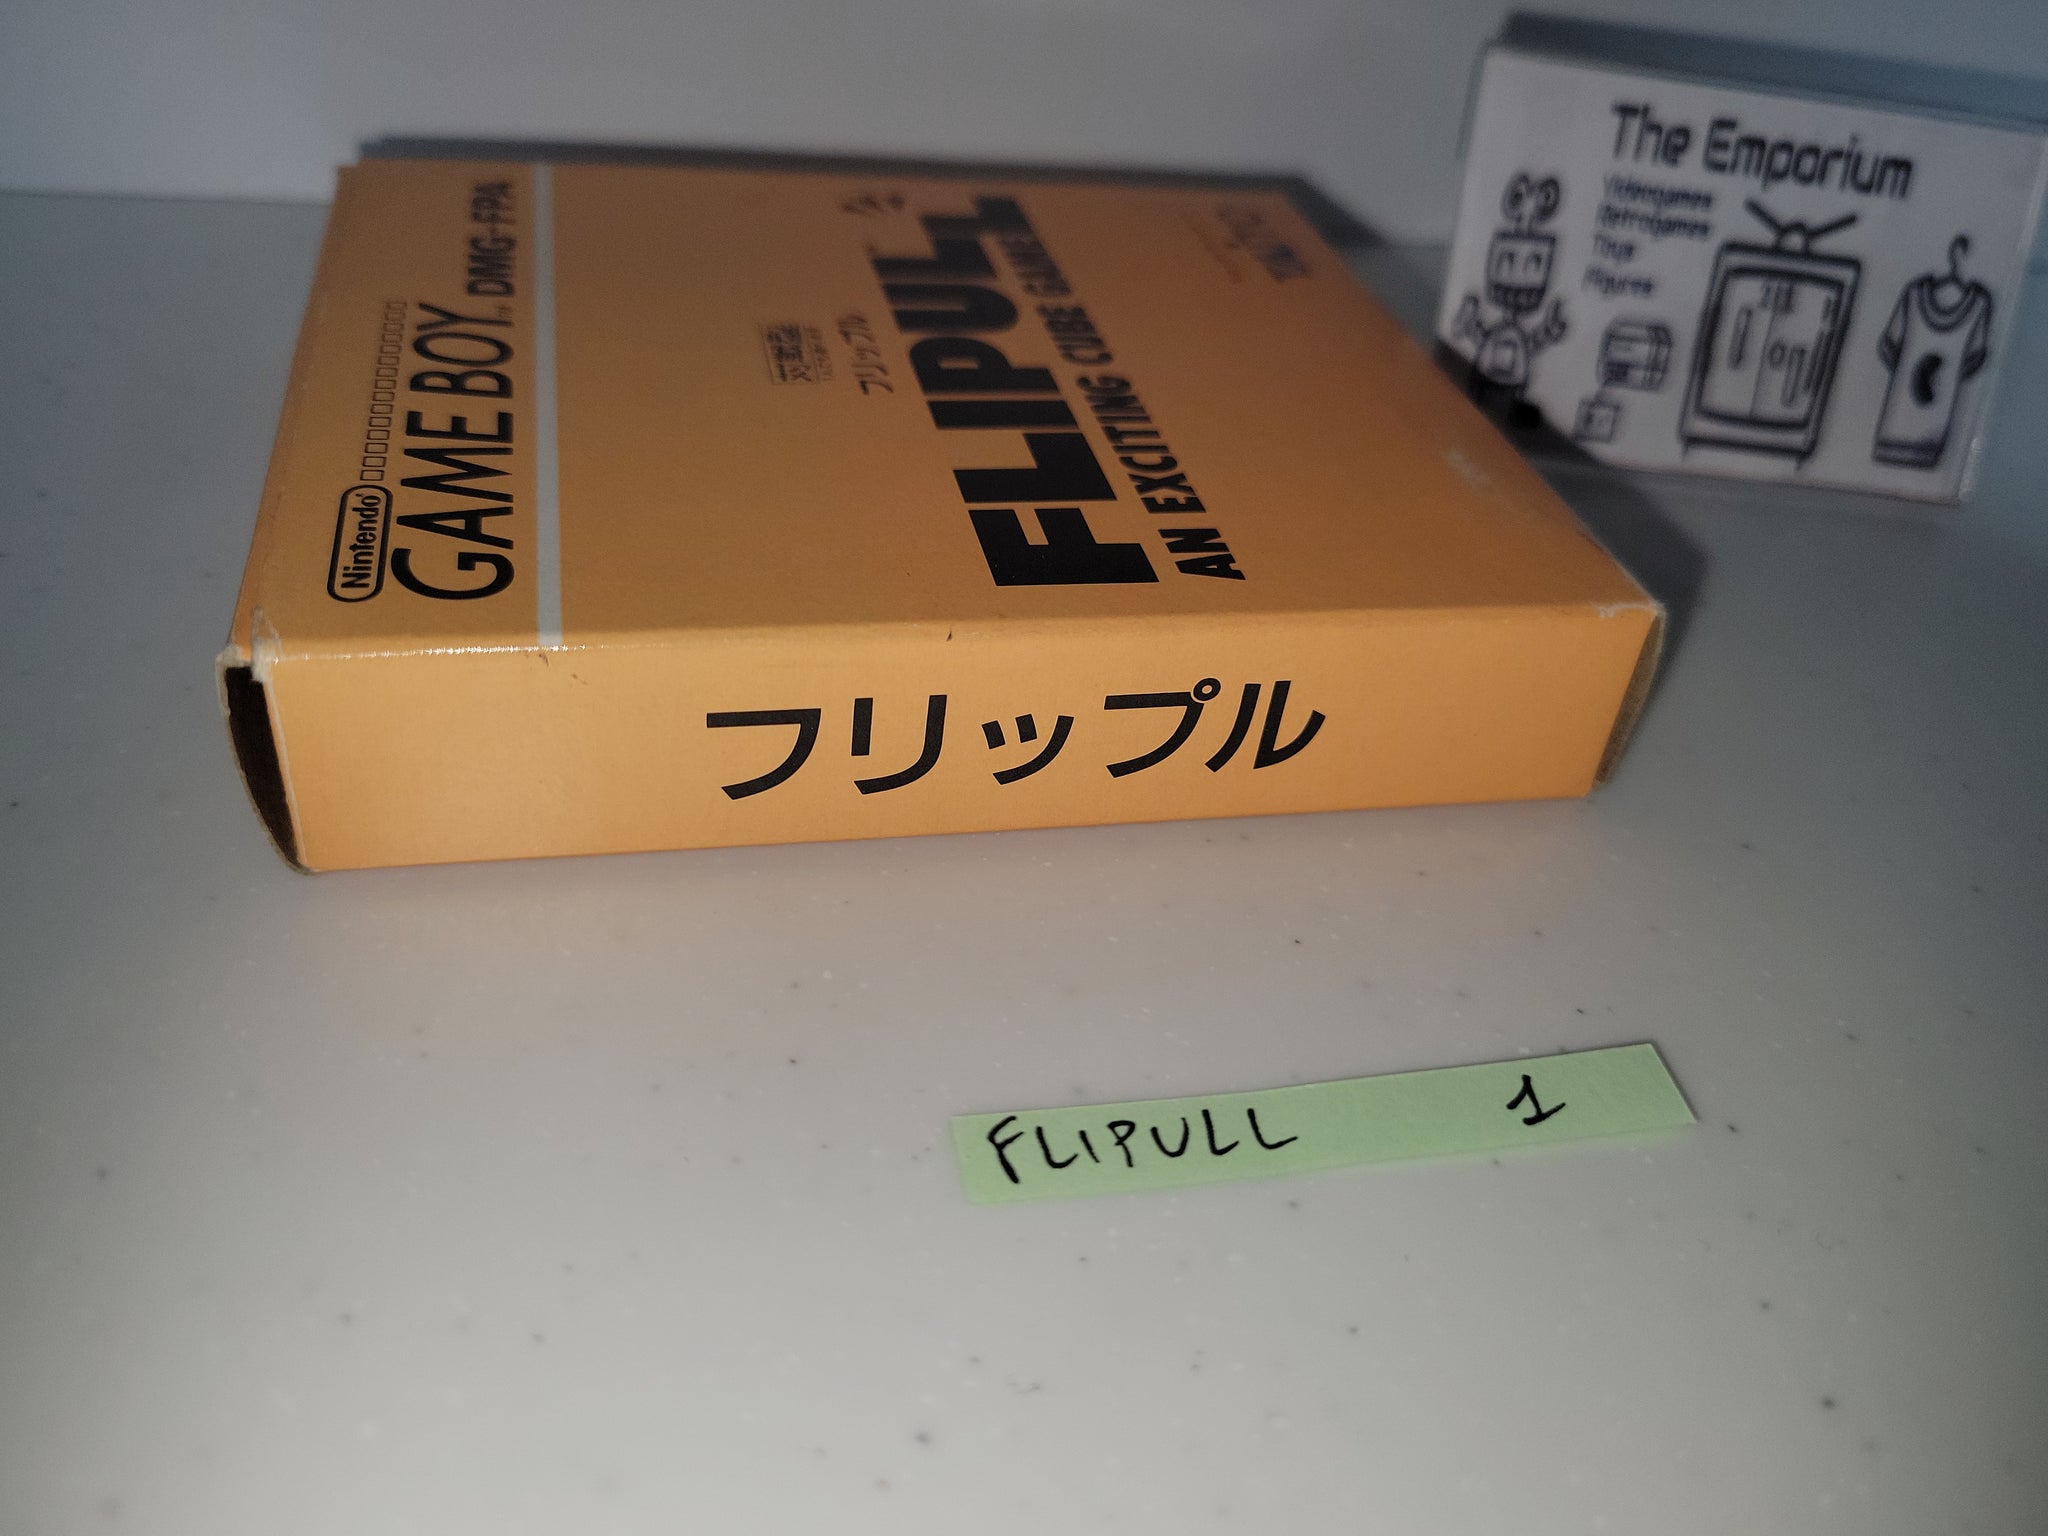 Nintendo
GAME BOY™ DMG-FPA
フリップル
FLIPULL
AN EXCITING CUBE GAME
フリップル
The Emporium
Videogames
Retrogames
Toys
Figures
FLIPULL 1